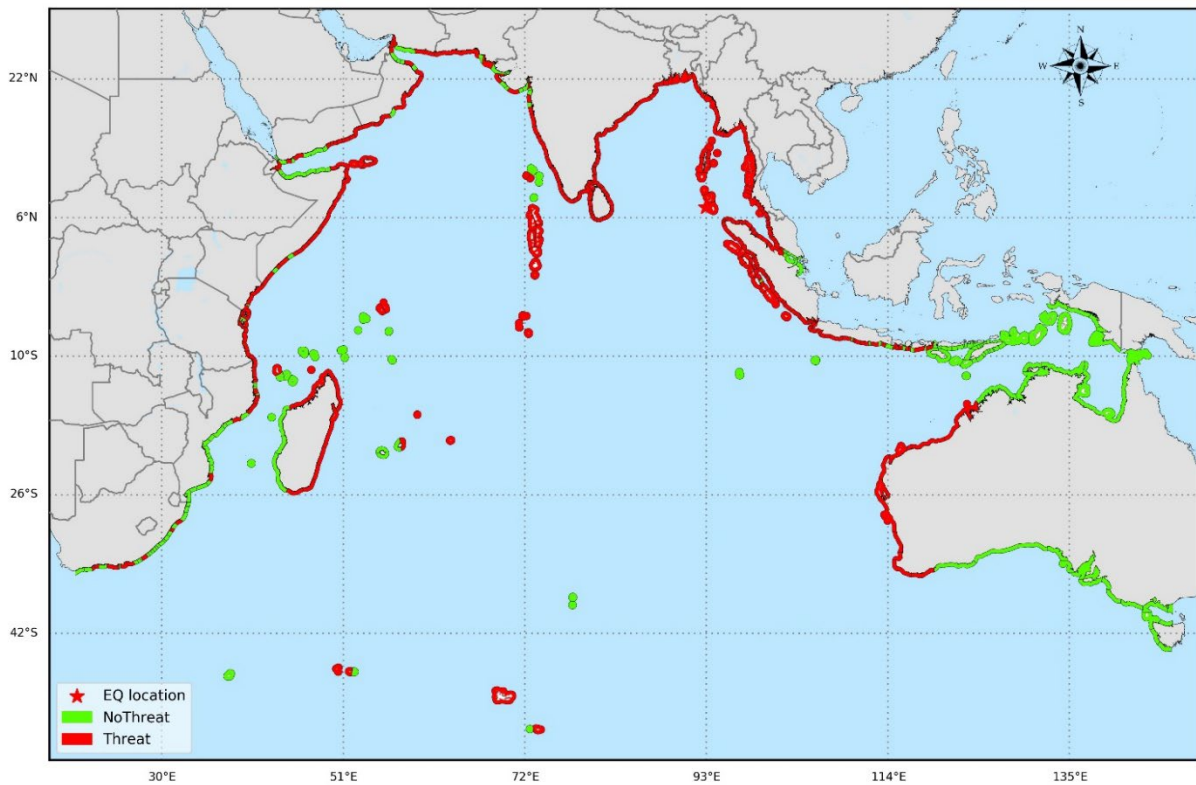 N
W E
S
22°N
6°N
10°S
26°S
42°S
EQ location
NoThreat
Threat
30°E 51°E 72°E 93°E 114°E 135°E